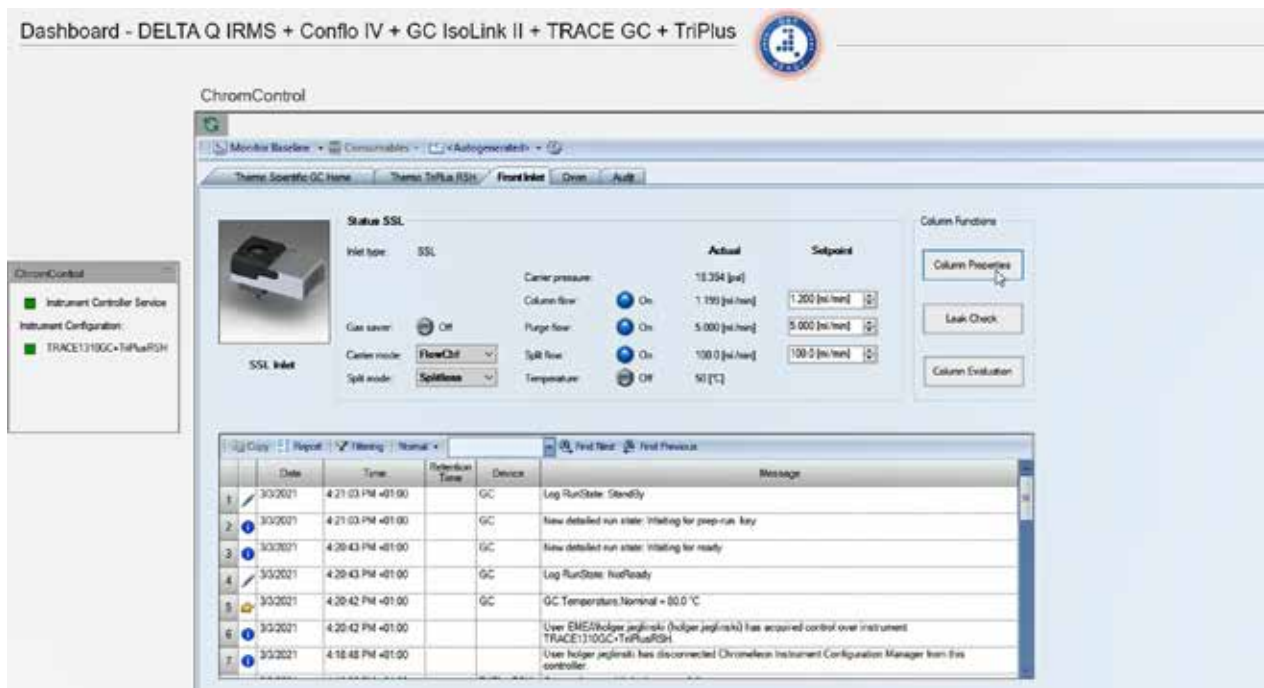 Dashboard - DELTA Q IRMS + Conflo IV + GC IsoLink II + TRACE GC + TriPlus
ChromControl
Monitor Baseline Consumables <Autogenerated>
Thermo Scientific GC Home Thermo TriPlus RSH Front Inlet Oven Audit
ChromControl
Instrument Controller Service
Instrument Configuration:
TRACE1310GC+TriPlusRSH
SSL Inlet
Status SSL
Inlet type: SSL
Actual Setpoint
Carrier pressure: [psi]
Column flow: On [ml/min] 1.200 [ml/min]
Gas saver: Off Purge flow: On 5.000 [ml/min] 5.000 [ml/min]
Carrier mode: FlowCtrl Split flow: On 100.0 [ml/min] 100.0 [ml/min]
Split mode: Splitless Temperature: Off 50 [°C]
Column Functions
Column Properties
Leak Check
Column Evaluation
Copy Report Filtering Normal Find Next Find Previous
Date Time Retention Time Device Message
1 3/3/2021 4:21:03 PM +01:00 GC Log RunState: StandBy
2 3/3/2021 4:21:03 PM +01:00 GC New detailed run state: Waiting for prep-run key
3 3/3/2021 4:20:43 PM +01:00 GC New detailed run state: Waiting for ready
4 3/3/2021 4:20:43 PM +01:00 GC Log RunState: NotReady
5 3/3/2021 4:20:42 PM +01:00 GC GC.Temperature.Nominal = 80.0 °C
6 3/3/2021 4:20:42 PM +01:00 User EMEA\holger.jeglinski (holger.jeglinski) has acquired control over instrument
TRACE1310GC+TriPlusRSH.
7 3/3/2021 4:18:48 PM +01:00 User holger.jeglinski has disconnected Chromeleon Instrument Configuration Manager from this
controller.